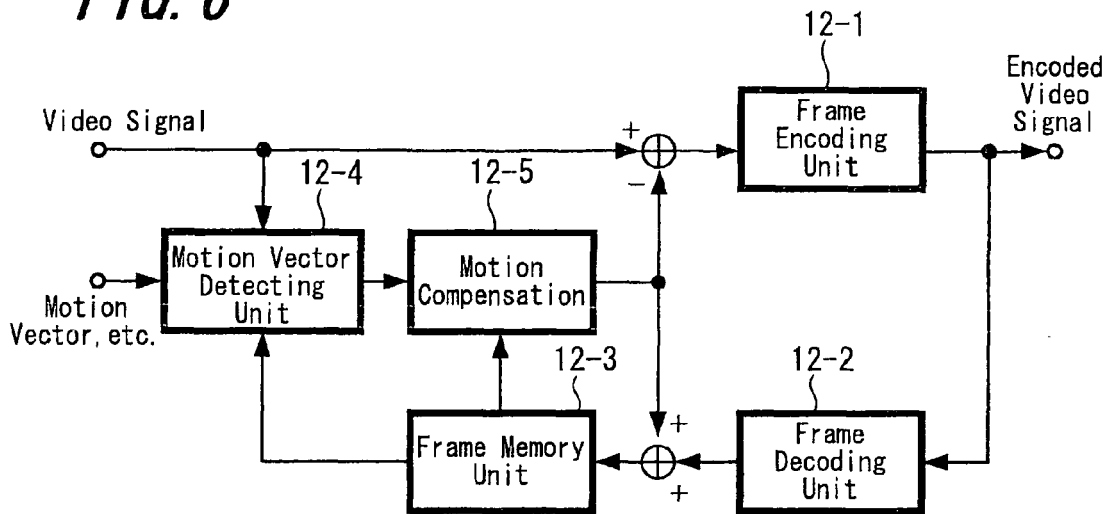 FIG. 6
12-1
Encoded
Video
Signal
Video Signal
+
-
Frame
Encoding
Unit
12-4
12-5
Motion Vector
Detecting
Unit
Motion
Compensation
Motion
Vector, etc.
12-3
12-2
Frame Memory
Unit
+
+
Frame
Decoding
Unit